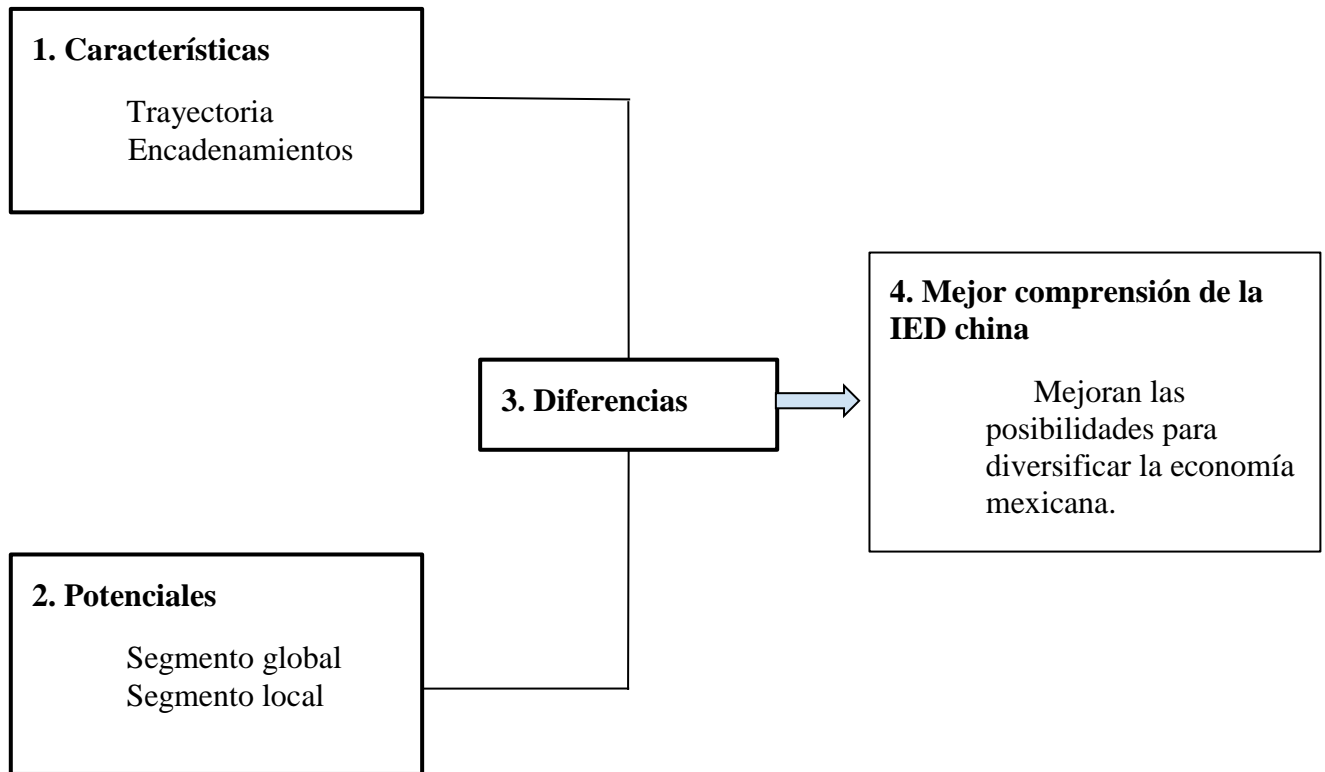 1. Características
Trayectoria
Encadenamientos
2. Potenciales
Segmento global
Segmento local
3. Diferencias
4. Mejor comprensión de la
IED china
Mejoran las
posibilidades para
diversificar la economía
mexicana.